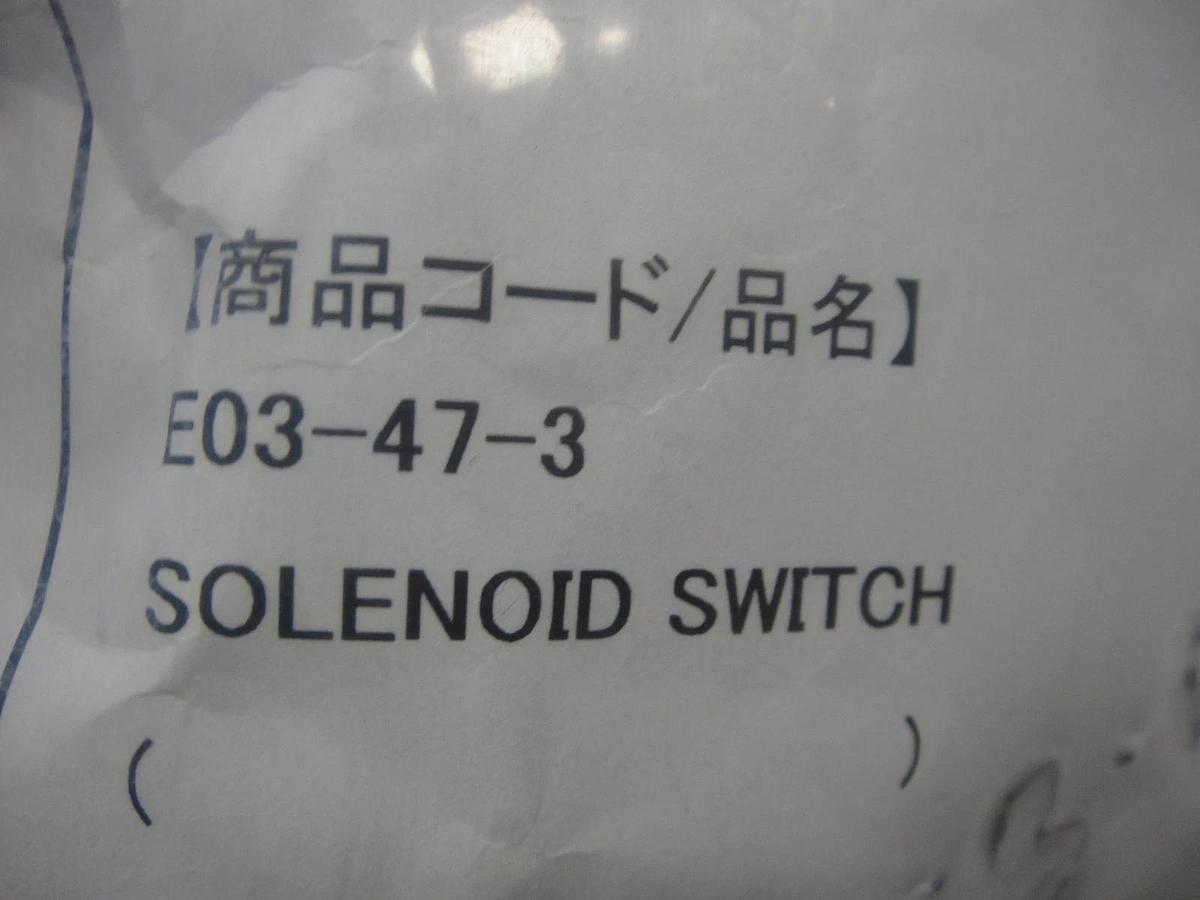 【商品コード/品名】
E03-47-3
SOLENOID SWITCH
(                    )